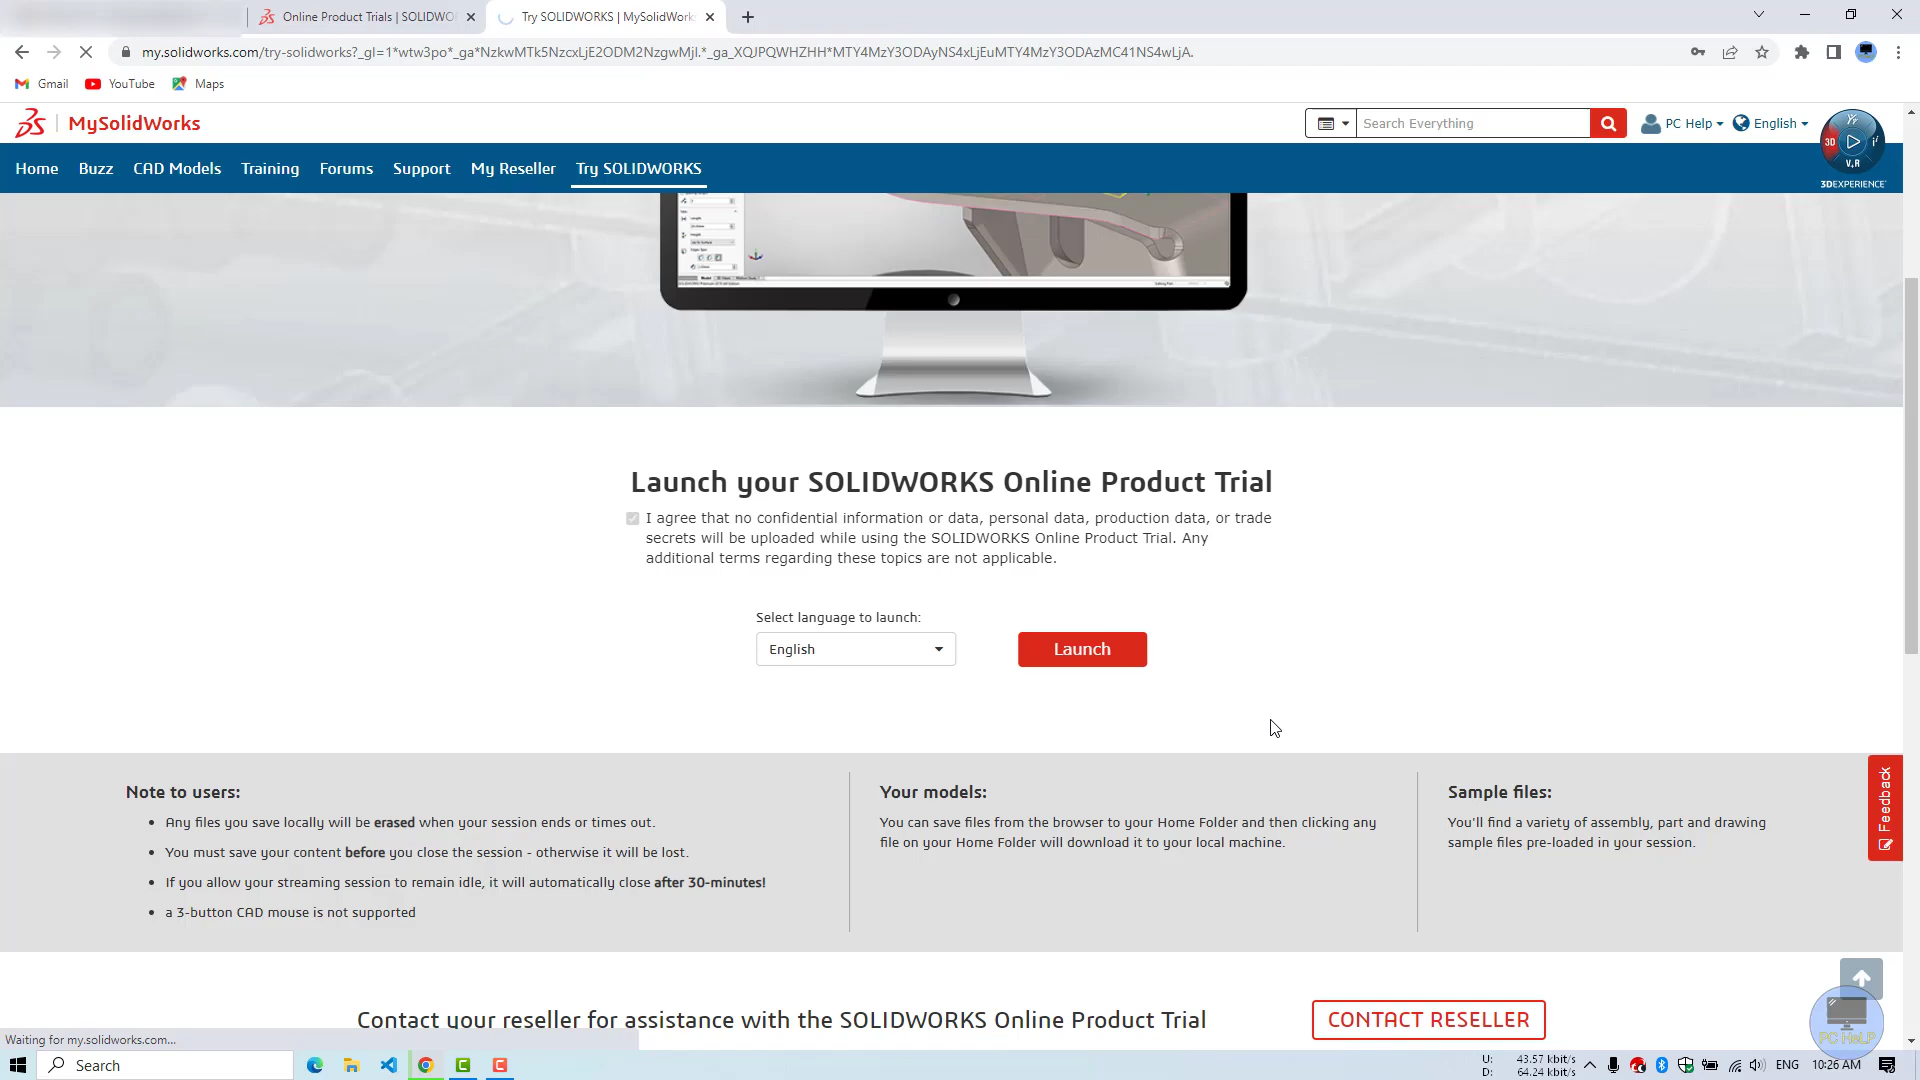 Online Product Trials | SOLIDWO
Try SOLIDWORKS | MySolidWork
my.solidworks.com/try-solidworks?_gl=1*wtw3po*_ga*NzkwMTk5NzcxLjE2ODM2NzgwMjI.*_ga_XQJPQWHZHH*MTY4MzY3ODAyNS4xLjEuMTY4MzY3ODAzMC41NS4wLjA.
Gmail
YouTube
Maps
MySolidWorks
Search Everything
PC Help
English
3D
V,R
3DEXPERIENCE
Home
Buzz
CAD Models
Training
Forums
Support
My Reseller
Try SOLIDWORKS
Launch your SOLIDWORKS Online Product Trial
I agree that no confidential information or data, personal data, production data, or trade
secrets will be uploaded while using the SOLIDWORKS Online Product Trial. Any
additional terms regarding these topics are not applicable.
Select language to launch:
English
Launch
Note to users:
Any files you save locally will be erased when your session ends or times out.
You must save your content before you close the session - otherwise it will be lost.
If you allow your streaming session to remain idle, it will automatically close after 30-minutes!
a 3-button CAD mouse is not supported
Your models:
You can save files from the browser to your Home Folder and then clicking any
file on your Home Folder will download it to your local machine.
Sample files:
You'll find a variety of assembly, part and drawing
sample files pre-loaded in your session.
Feedback
Contact your reseller for assistance with the SOLIDWORKS Online Product Trial
CONTACT RESELLER
PC HeLP
Waiting for my.solidworks.com...
Search
U: 43.57 kbit/s
D: 64.24 kbit/s
ENG
10:26 AM